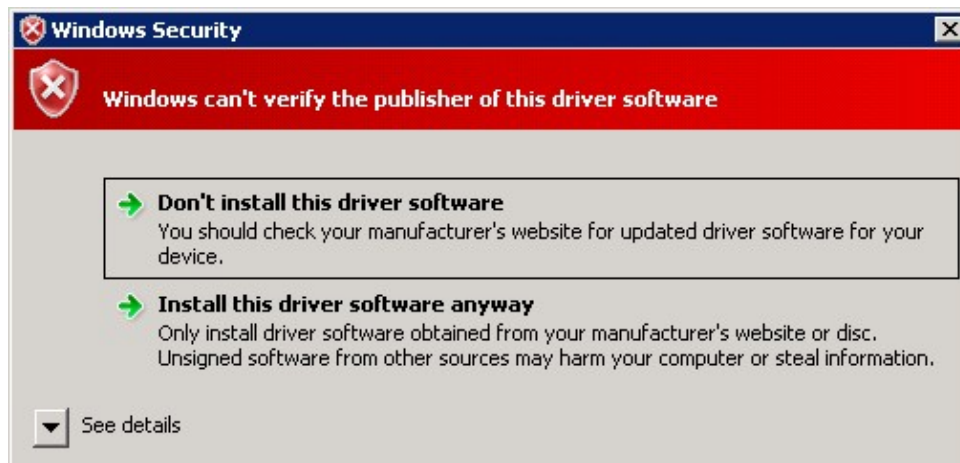 Windows Security
Windows can't verify the publisher of this driver software
Don't install this driver software
You should check your manufacturer's website for updated driver software for your
device.
Install this driver software anyway
Only install driver software obtained from your manufacturer's website or disc.
Unsigned software from other sources may harm your computer or steal information.
See details